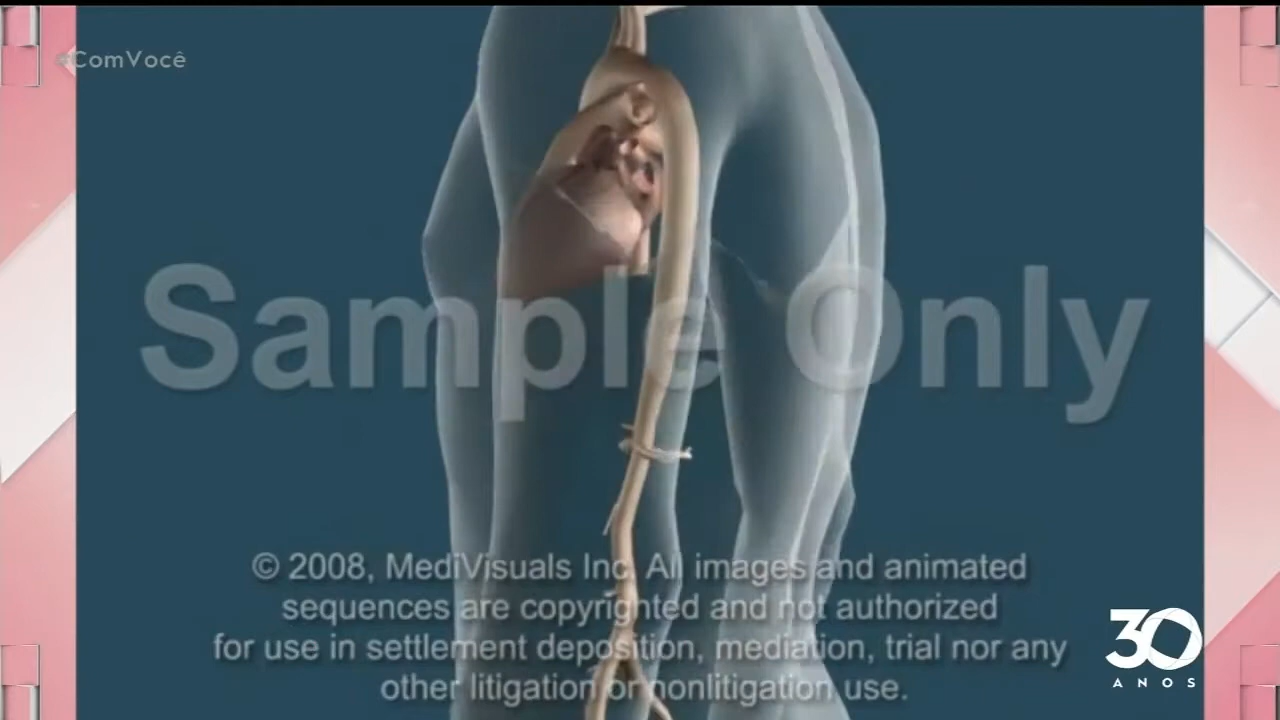 #ComVocê
Sample Only
© 2008, MediVisuals Inc. All images and animated
sequences are copyrighted and not authorized
for use in settlement deposition, mediation, trial nor any
other litigation or nonlitigation use.
30
ANOS